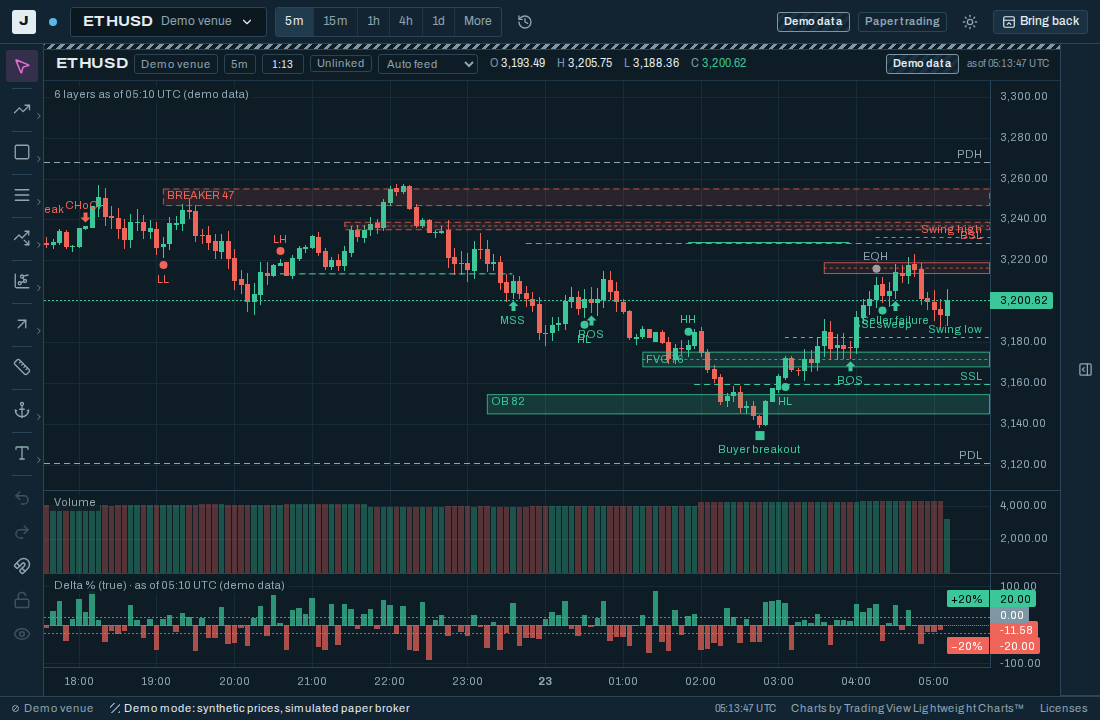 J ETHUSD Demo venue 5m 15m 1h 4h 1d More Demo data Paper trading Bring back
ETHUSD Demo venue 5m 1:13 Unlinked Auto feed O 3,193.49 H 3,205.75 L 3,188.36 C 3,200.62 Demo data as of 05:13:47 UTC
6 layers as of 05:10 UTC (demo data)
3,300.00
3,280.00
PDH
3,260.00
BREAKER 47
eak CHoC
3,240.00
Swing high
BSL
LH
EQH
3,220.00
LL
3,200.62
MSS
HH
Seller failure
SSL sweep
Swing low
BOS
HL
3,180.00
FVG
SSL
BOS
3,160.00
OB 82
HL
3,140.00
Buyer breakout
PDL
3,120.00
Volume
4,000.00
2,000.00
Delta % (true) · as of 05:10 UTC (demo data)
100.00
+20% 20.00
0.00
-11.58
−20% -20.00
-100.00
18:00 19:00 20:00 21:00 22:00 23:00 23 01:00 02:00 03:00 04:00 05:00
Demo venue Demo mode: synthetic prices, simulated paper broker 05:13:47 UTC Charts by TradingView Lightweight Charts™ Licenses